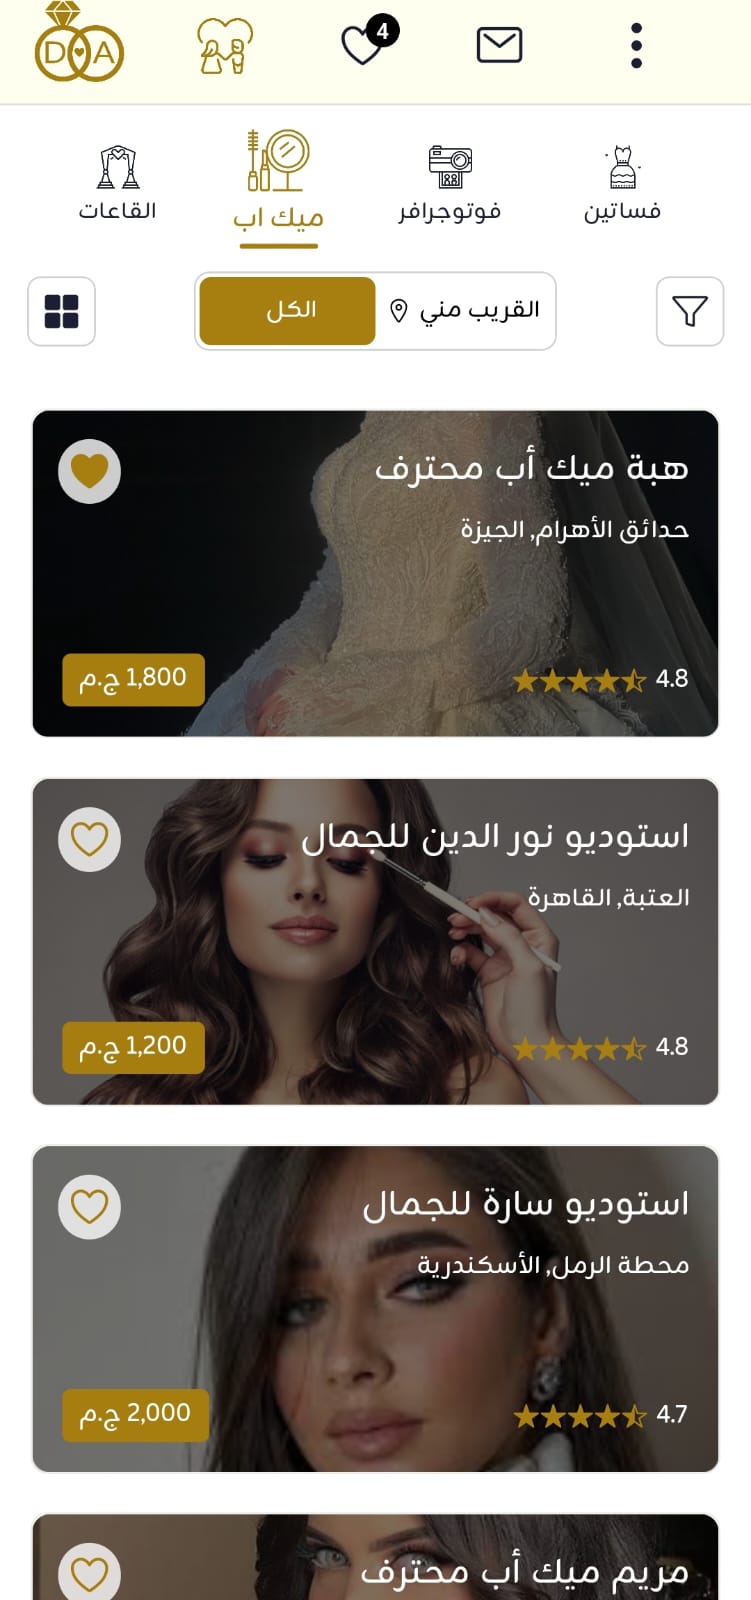 D A
4
فساتين
فوتوجرافر
ميك اب
القاعات
القريب مني
الكل
هبة ميك أب محترف
حدائق الأهرام, الجيزة
4.8
1,800 ج.م
استوديو نور الدين للجمال
العتبة, القاهرة
4.8
1,200 ج.م
استوديو سارة للجمال
محطة الرمل, الأسكندرية
4.7
2,000 ج.م
مريم ميك أب محترف